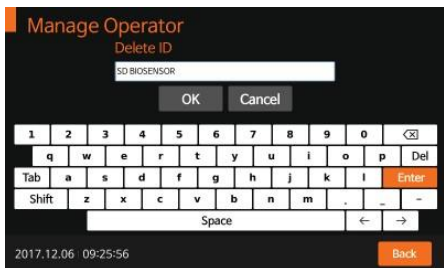 Manage Operator
Delete ID
SD BIOSENSOR
OK Cancel
1 2 3 4 5 6 7 8 9 0
q w e r t y u i o p Del
Tab a s d f g h j k l Enter
Shift z x c v b n m . _ -
Space ← →
2017.12.06 09:25:56 Back